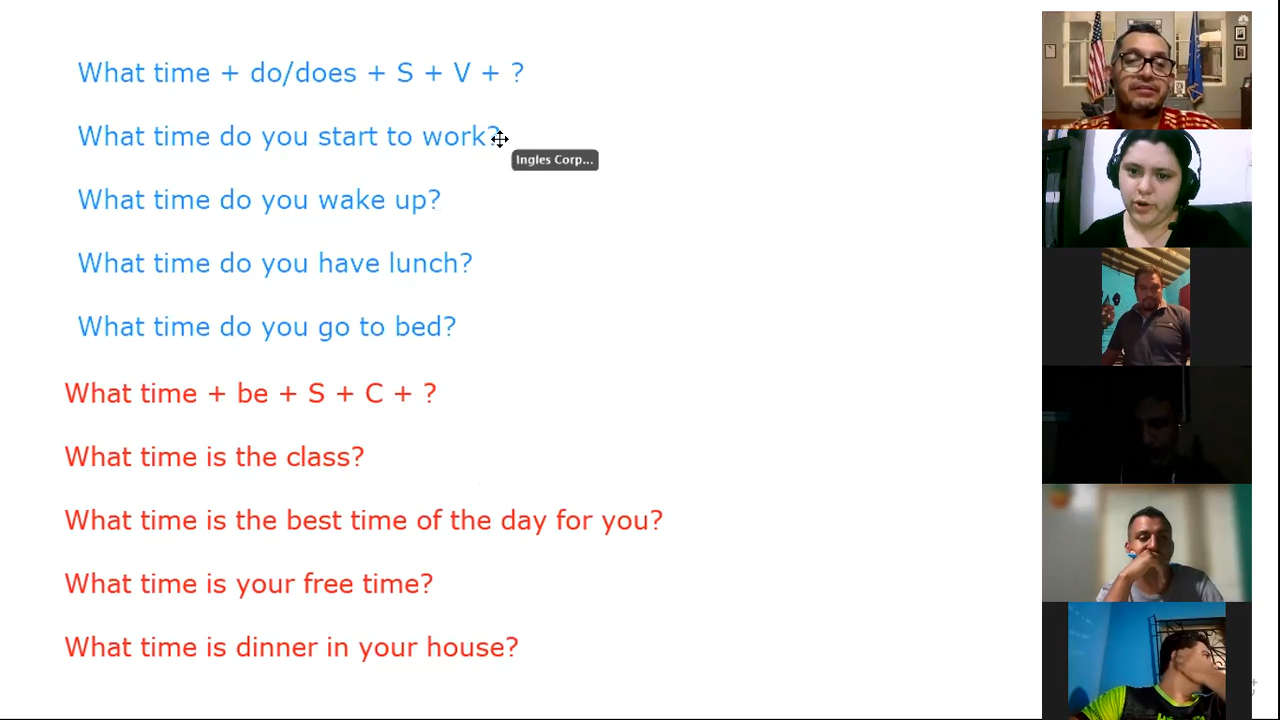 What time + do/does + S + V + ?
What time do you start to work?
Ingles Corp...
What time do you wake up?
What time do you have lunch?
What time do you go to bed?
What time + be + S + C + ?
What time is the class?
What time is the best time of the day for you?
What time is your free time?
What time is dinner in your house?